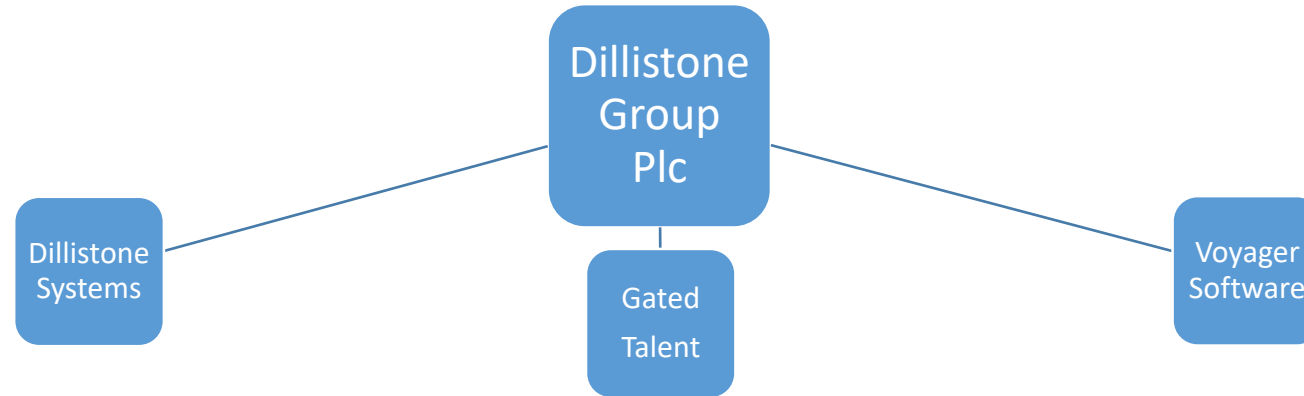 Dillistone
Group
Plc
Dillistone
Systems
Gated
Talent
Voyager
Software